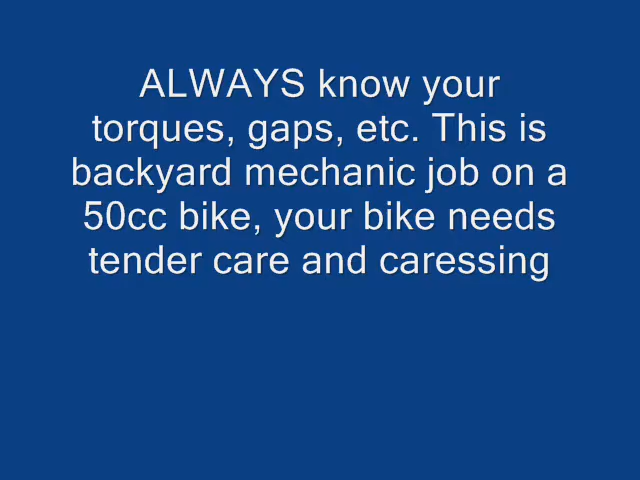 ALWAYS know your
torques, gaps, etc. This is
backyard mechanic job on a
50cc bike, your bike needs
tender care and caressing